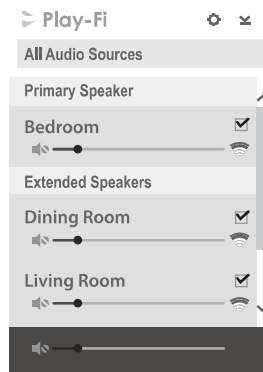 Play-Fi
All Audio Sources
Primary Speaker
Bedroom
Extended Speakers
Dining Room
Living Room